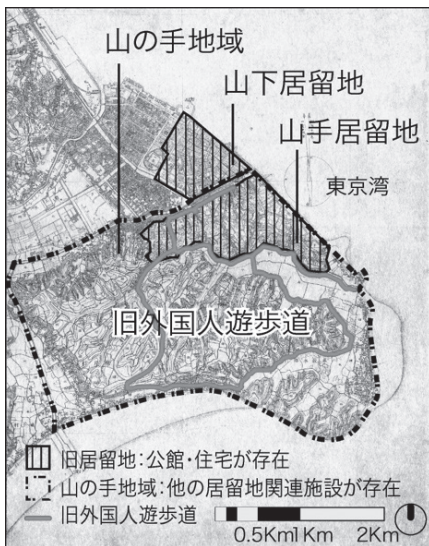 山の手地域
山下居留地
山手居留地
東京湾
旧外国人遊歩道
旧居留地：公館・住宅が存在
山の手地域：他の居留地関連施設が存在
旧外国人遊歩道
0.5Km1Km 2Km